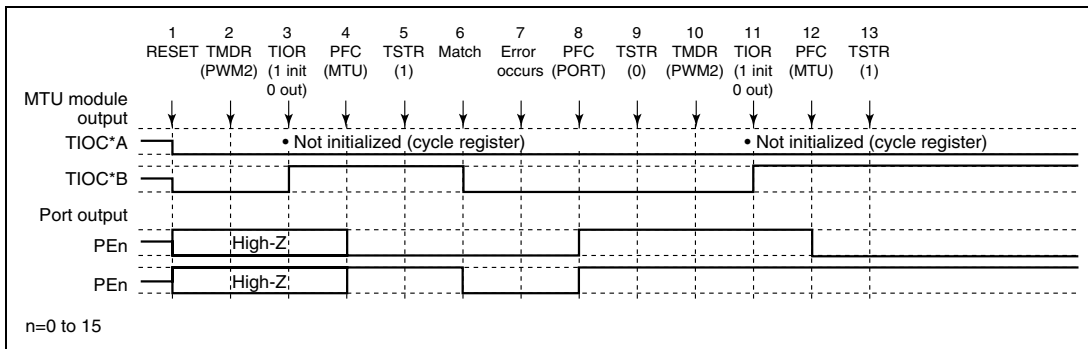 1 2 3 4 5 6 7 8 9 10 11 12 13
RESET TMDR TIOR PFC TSTR Match Error PFC TSTR TMDR TIOR PFC TSTR
(PWM2) (1 init (MTU) (1) occurs (PORT) (0) (PWM2) (1 init (MTU) (1)
0 out) 0 out)
MTU module
output
TIOC*A • Not initialized (cycle register) • Not initialized (cycle register)
TIOC*B
Port output
PEn High-Z
PEn High-Z
n=0 to 15